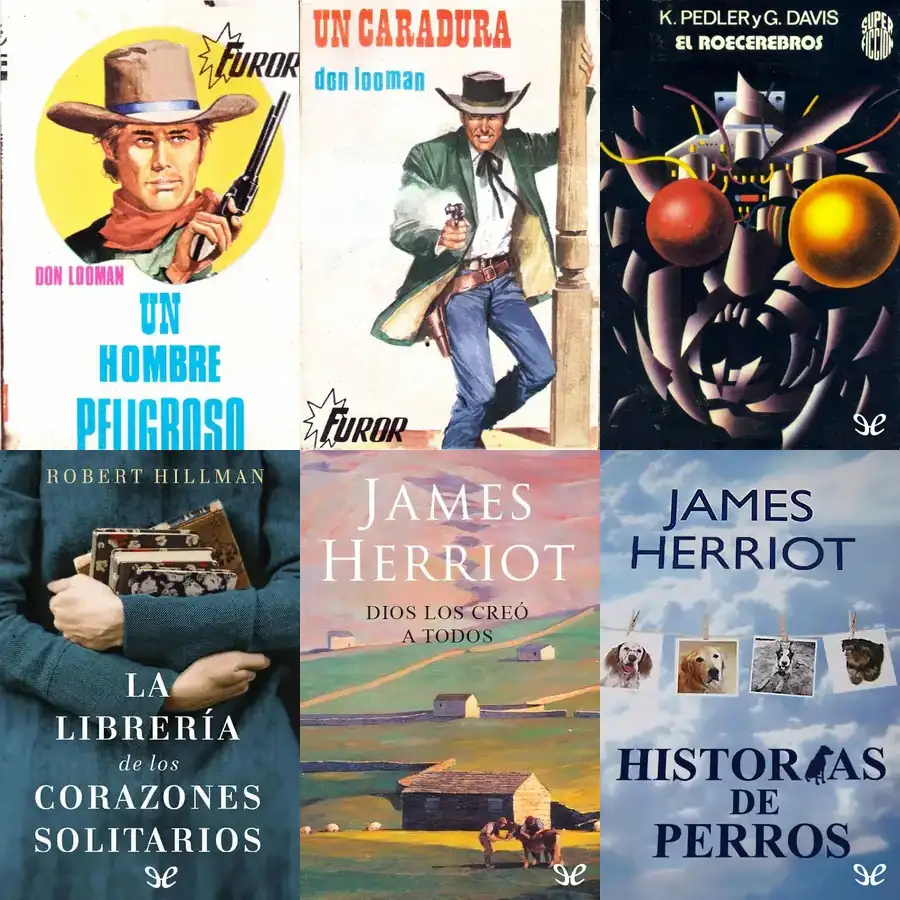 FUROR
DON LOOMAN
UN
HOMBRE
PELIGROSO
UN CARADURA
don looman
FUROR
K. PEDLER y G. DAVIS
EL ROECEREBROS
SUPER
FICCIÓN
ROBERT HILLMAN
LA
LIBRERÍA
de los
CORAZONES
SOLITARIOS
JAMES
HERRIOT
DIOS LOS CREÓ
A TODOS
JAMES
HERRIOT
HISTORIAS
DE
PERROS